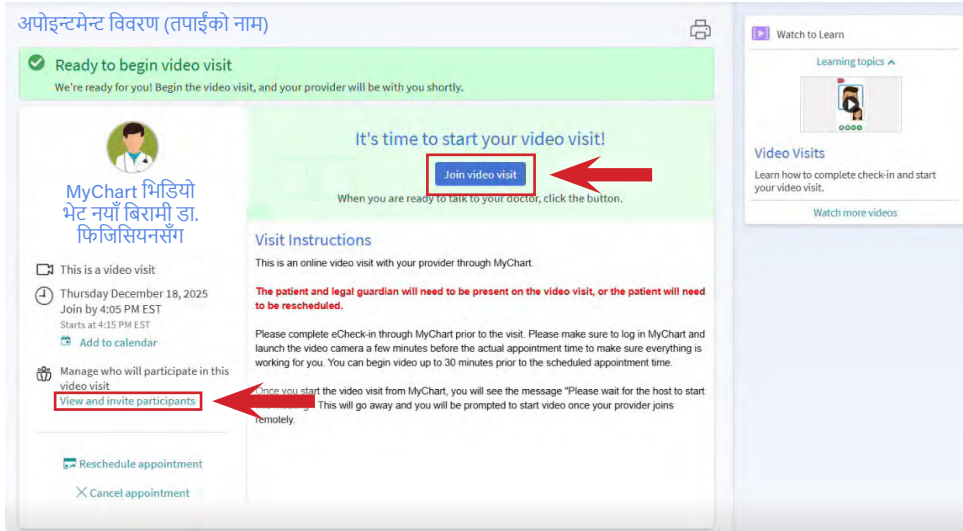 अपोइन्टमेन्ट विवरण (तपाईंको नाम)
Ready to begin video visit
We're ready for you! Begin the video visit, and your provider will be with you shortly.
MyChart भिडियो
भेट नयाँ बिरामी डा.
फिजिसियनसँग
This is a video visit
Thursday December 18, 2025
Join by 4:05 PM EST
Starts at 4:15 PM EST
Add to calendar
Manage who will participate in this
video visit
View and invite participants
Reschedule appointment
Cancel appointment
It's time to start your video visit!
Join video visit
When you are ready to talk to your doctor, click the button.
Visit Instructions
This is an online video visit with your provider through MyChart.
The patient and legal guardian will need to be present on the video visit, or the patient will need
to be rescheduled.
Please complete eCheck-in through MyChart prior to the visit. Please make sure to log in MyChart and
launch the video camera a few minutes before the actual appointment time to make sure everything is
working for you. You can begin video up to 30 minutes prior to the scheduled appointment time.
Once you start the video visit from MyChart, you will see the message "Please wait for the host to start
This will go away and you will be prompted to start video once your provider joins
remotely.
Watch to Learn
Learning topics
Video Visits
Learn how to complete check-in and start
your video visit.
Watch more videos